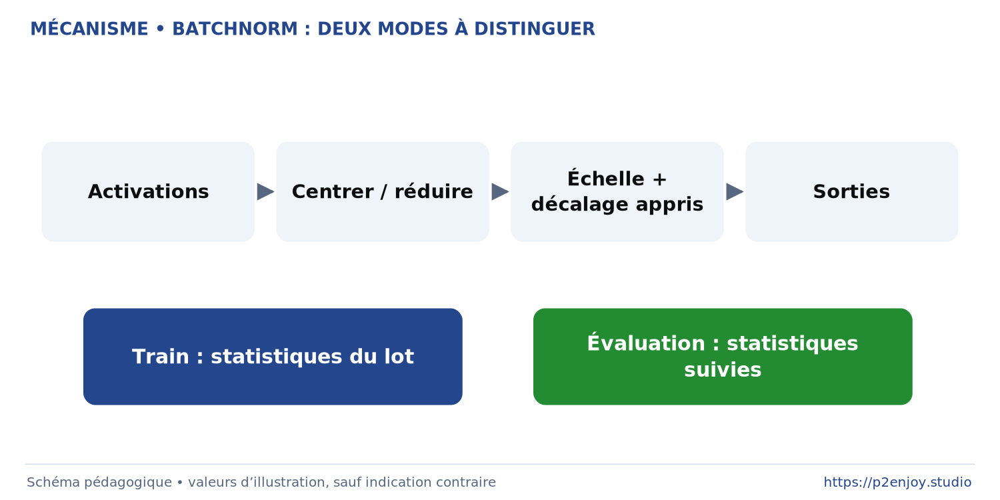 MÉCANISME • BATCHNORM : DEUX MODES À DISTINGUER
Activations
Centrer / réduire
Échelle +
décalage appris
Sorties
Train : statistiques du lot
Évaluation : statistiques
suivies
Schéma pédagogique • valeurs d’illustration, sauf indication contraire
https://p2enjoy.studio